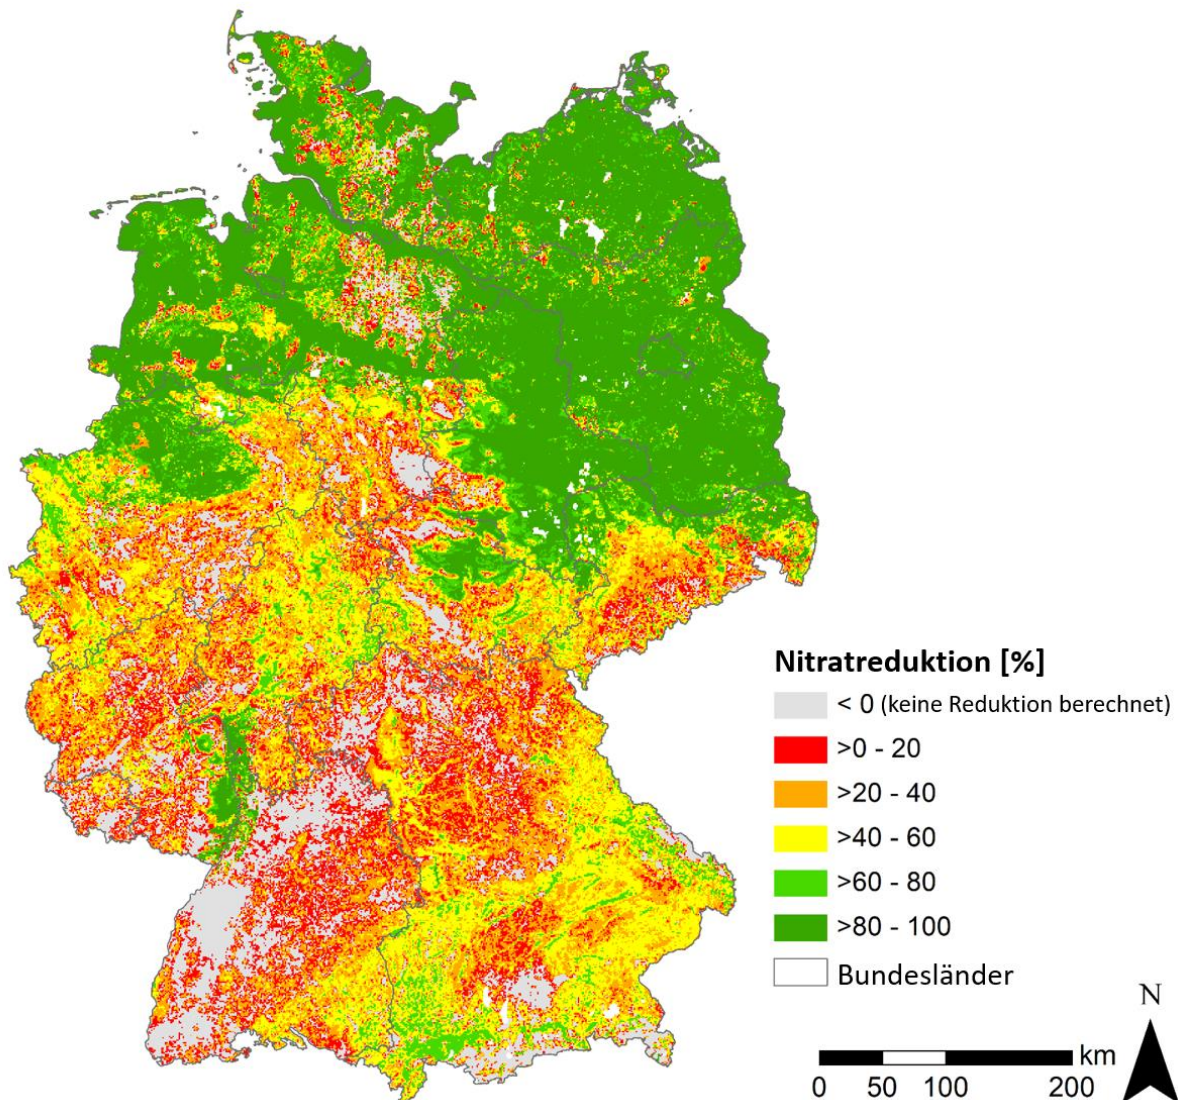 Nitratreduktion [%]
< 0 (keine Reduktion berechnet)
>0 - 20
>20 - 40
>40 - 60
>60 - 80
>80 - 100
Bundesländer
N
km
0 50 100 200